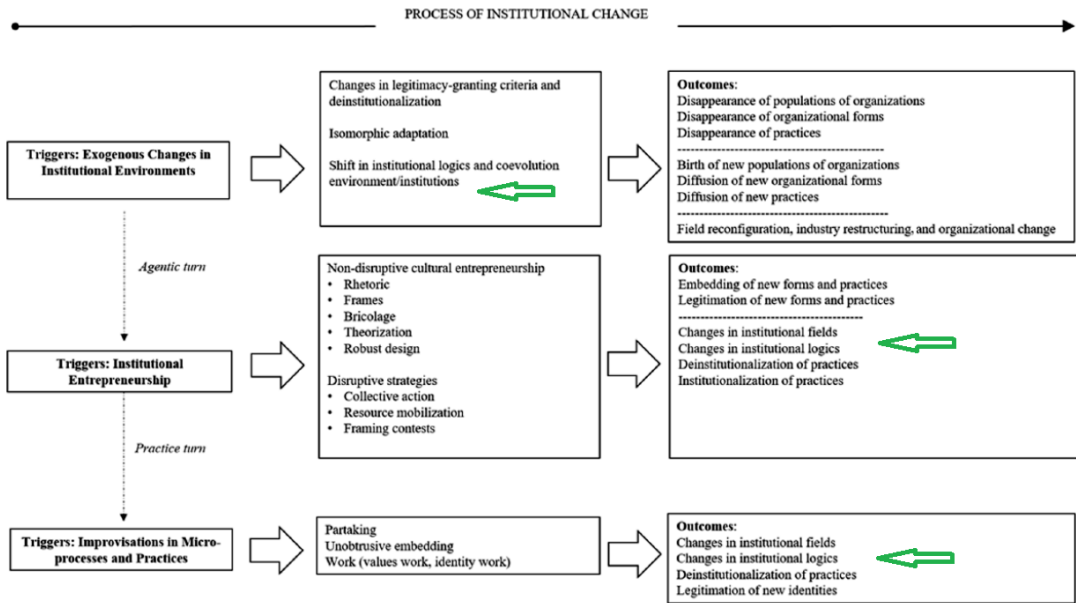 PROCESS OF INSTITUTIONAL CHANGE
Triggers: Exogenous Changes in
Institutional Environments
Changes in legitimacy-granting criteria and
deinstitutionalization
Isomorphic adaptation
Shift in institutional logics and coevolution
environment/institutions
Outcomes:
Disappearance of populations of organizations
Disappearance of organizational forms
Disappearance of practices
Birth of new populations of organizations
Diffusion of new organizational forms
Diffusion of new practices
Field reconfiguration, industry restructuring, and organizational change
Agentic turn
Triggers: Institutional
Entrepreneurship
Non-disruptive cultural entrepreneurship
• Rhetoric
• Frames
• Bricolage
• Theorization
• Robust design
Disruptive strategies
• Collective action
• Resource mobilization
• Framing contests
Outcomes:
Embedding of new forms and practices
Legitimation of new forms and practices
Changes in institutional fields
Changes in institutional logics
Deinstitutionalization of practices
Institutionalization of practices
Practice turn
Triggers: Improvisations in Micro-
processes and Practices
Partaking
Unobtrusive embedding
Work (values work, identity work)
Outcomes:
Changes in institutional fields
Changes in institutional logics
Deinstitutionalization of practices
Legitimation of new identities